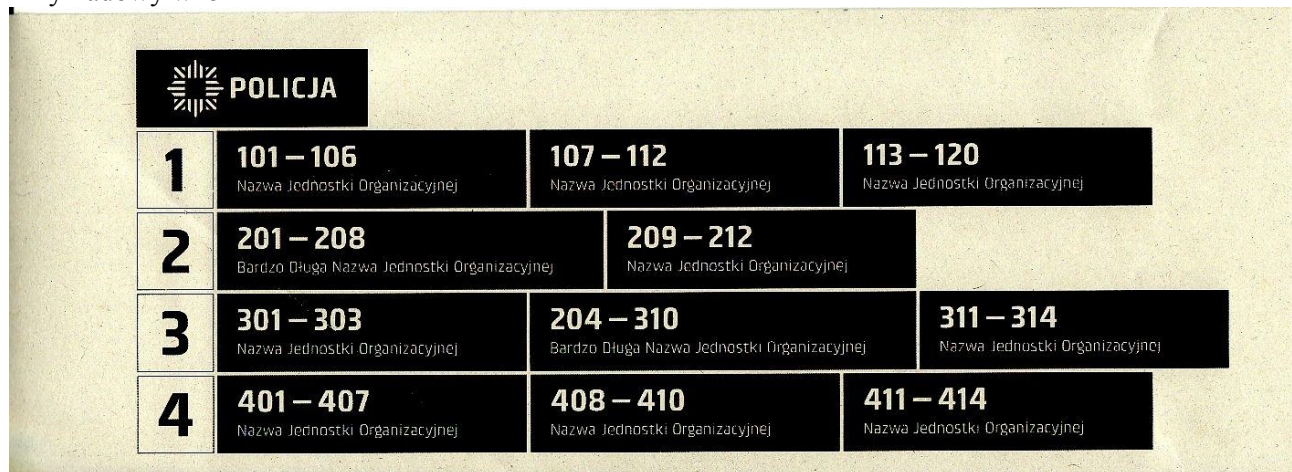 POLICJA
1
101 – 106
Nazwa Jednostki Organizacyjnej
107 – 112
Nazwa Jednostki Organizacyjnej
113 – 120
Nazwa Jednostki Organizacyjnej
2
201 – 208
Bardzo Długa Nazwa Jednostki Organizacyjnej
209 – 212
Nazwa Jednostki Organizacyjnej
3
301 – 303
Nazwa Jednostki Organizacyjnej
204 – 310
Bardzo Długa Nazwa Jednostki Organizacyjnej
311 – 314
Nazwa Jednostki Organizacyjnej
4
401 – 407
Nazwa Jednostki Organizacyjnej
408 – 410
Nazwa Jednostki Organizacyjnej
411 – 414
Nazwa Jednostki Organizacyjnej